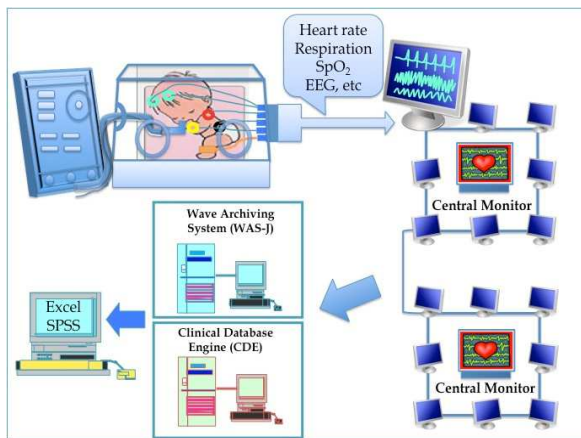 Heart rate
Respiration
SpO₂
EEG, etc
Central Monitor
Wave Archiving
System (WAS-J)
Excel
SPSS
Clinical Database
Engine (CDE)
Central Monitor